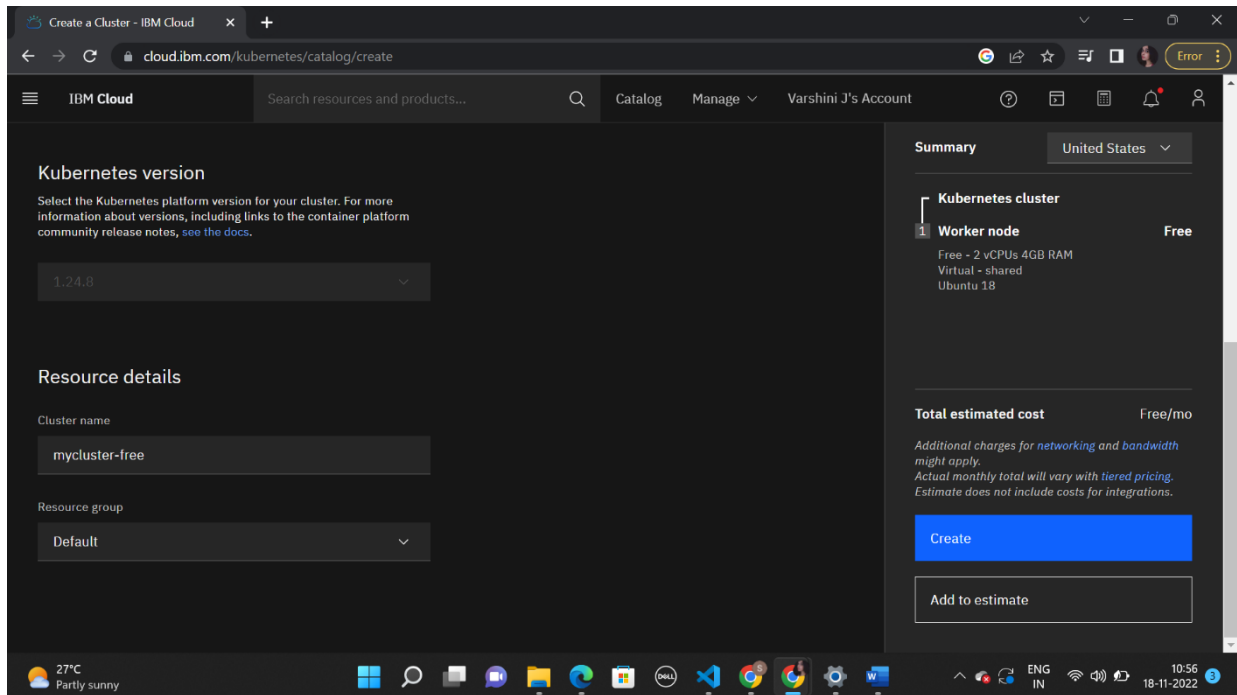 Create a Cluster - IBM Cloud
cloud.ibm.com/kubernetes/catalog/create
Error
IBM Cloud
Search resources and products...
Catalog
Manage
Varshini J's Account
Kubernetes version
Select the Kubernetes platform version for your cluster. For more
information about versions, including links to the container platform
community release notes, see the docs.
1.24.8
Resource details
Cluster name
mycluster-free
Resource group
Default
Summary
United States
Kubernetes cluster
1 Worker node Free
Free - 2 vCPUs 4GB RAM
Virtual - shared
Ubuntu 18
Total estimated cost Free/mo
Additional charges for networking and bandwidth
might apply.
Actual monthly total will vary with tiered pricing.
Estimate does not include costs for integrations.
Create
Add to estimate
27°C
Partly sunny
DELL
S
W
ENG
IN
10:56
18-11-2022
3